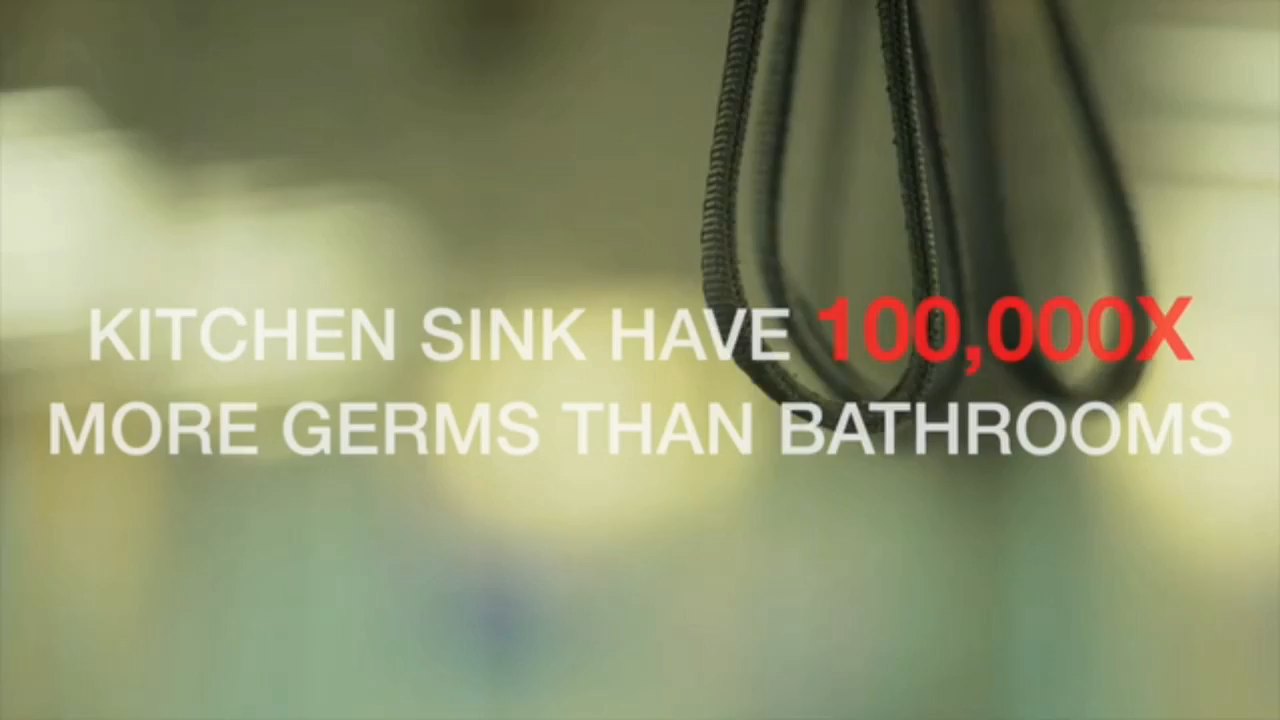 KITCHEN SINK HAVE 100,000X
MORE GERMS THAN BATHROOMS